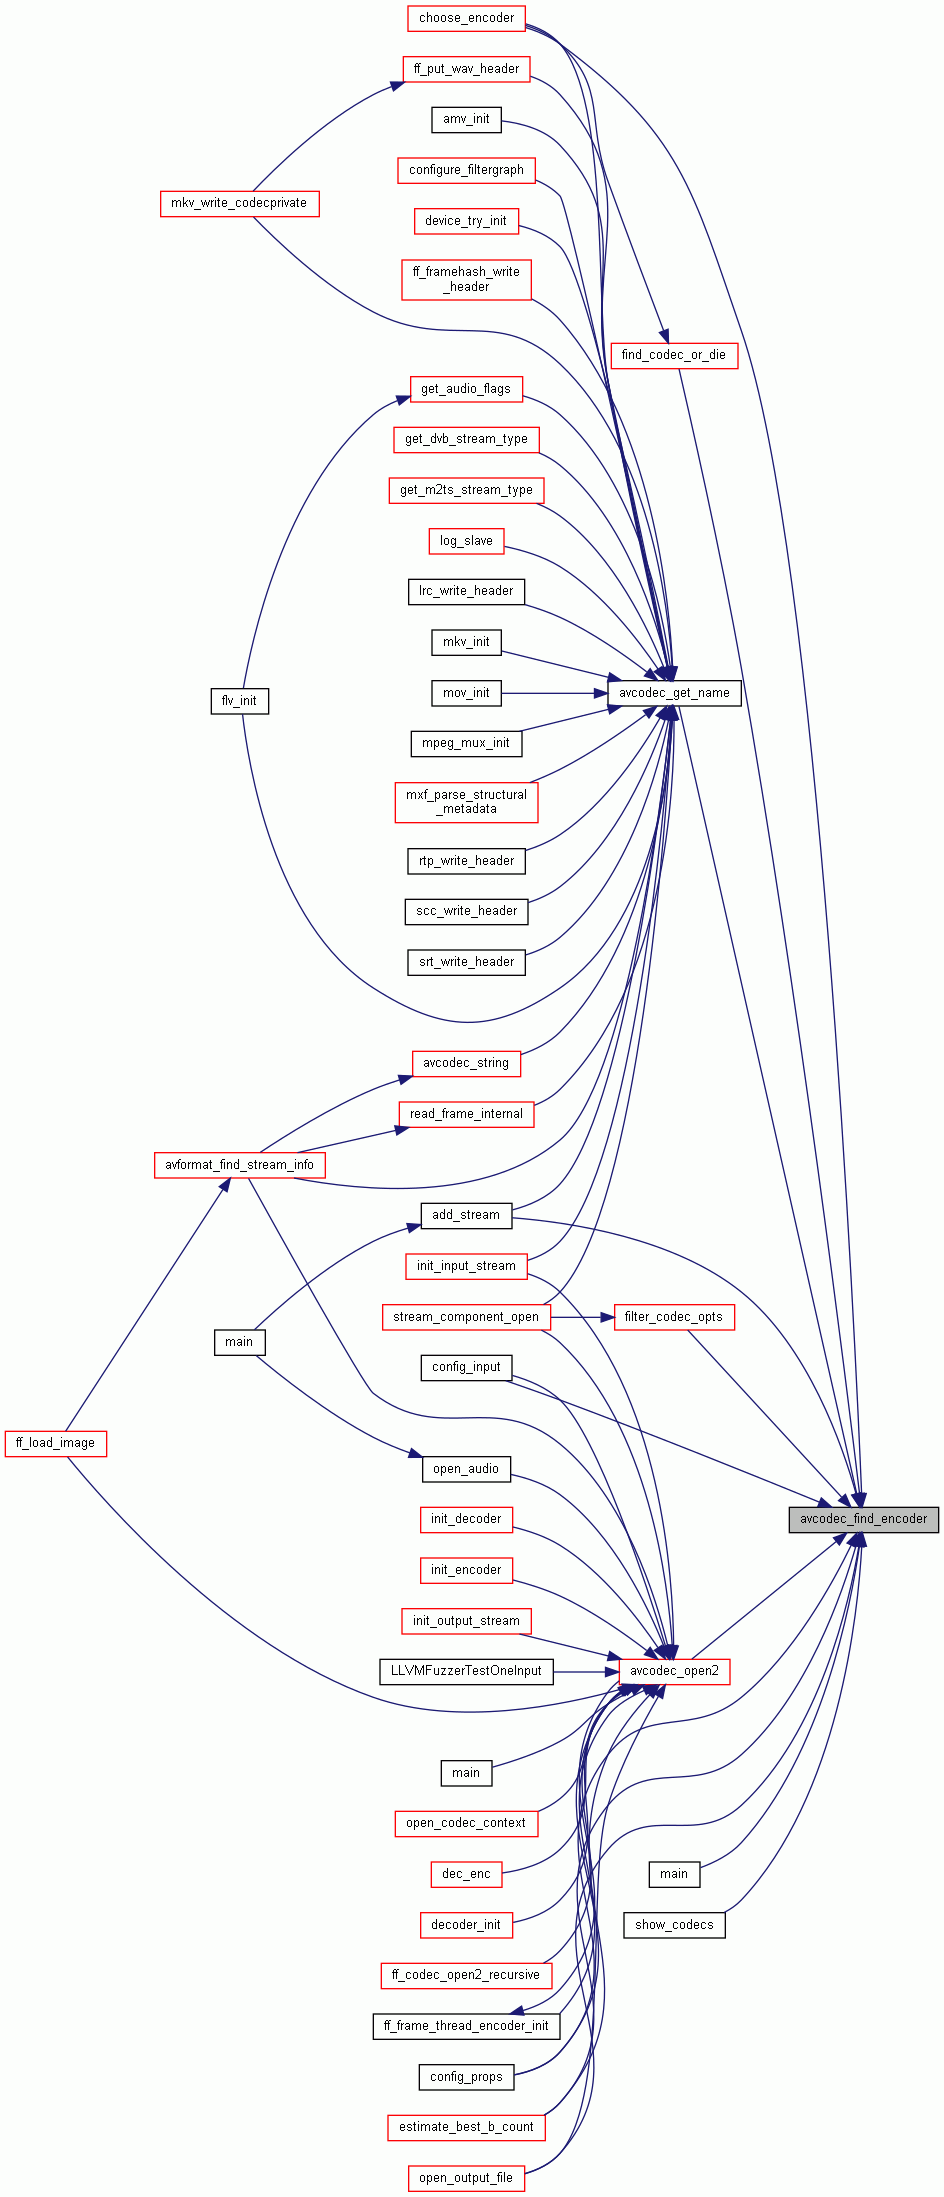 choose_encoder
ff_put_wav_header
amv_init
configure_filtergraph
mkv_write_codecprivate
device_try_init
ff_framehash_write
_header
find_codec_or_die
get_audio_flags
get_dvb_stream_type
get_m2ts_stream_type
log_slave
lrc_write_header
mkv_init
flv_init
mov_init
avcodec_get_name
mpeg_mux_init
mxf_parse_structural
_metadata
rtp_write_header
scc_write_header
srt_write_header
avcodec_string
read_frame_internal
avformat_find_stream_info
add_stream
init_input_stream
stream_component_open
filter_codec_opts
main
config_input
ff_load_image
open_audio
init_decoder
avcodec_find_encoder
init_encoder
init_output_stream
LLVMFuzzerTestOneInput
avcodec_open2
main
open_codec_context
dec_enc
main
decoder_init
show_codecs
ff_codec_open2_recursive
ff_frame_thread_encoder_init
config_props
estimate_best_b_count
open_output_file